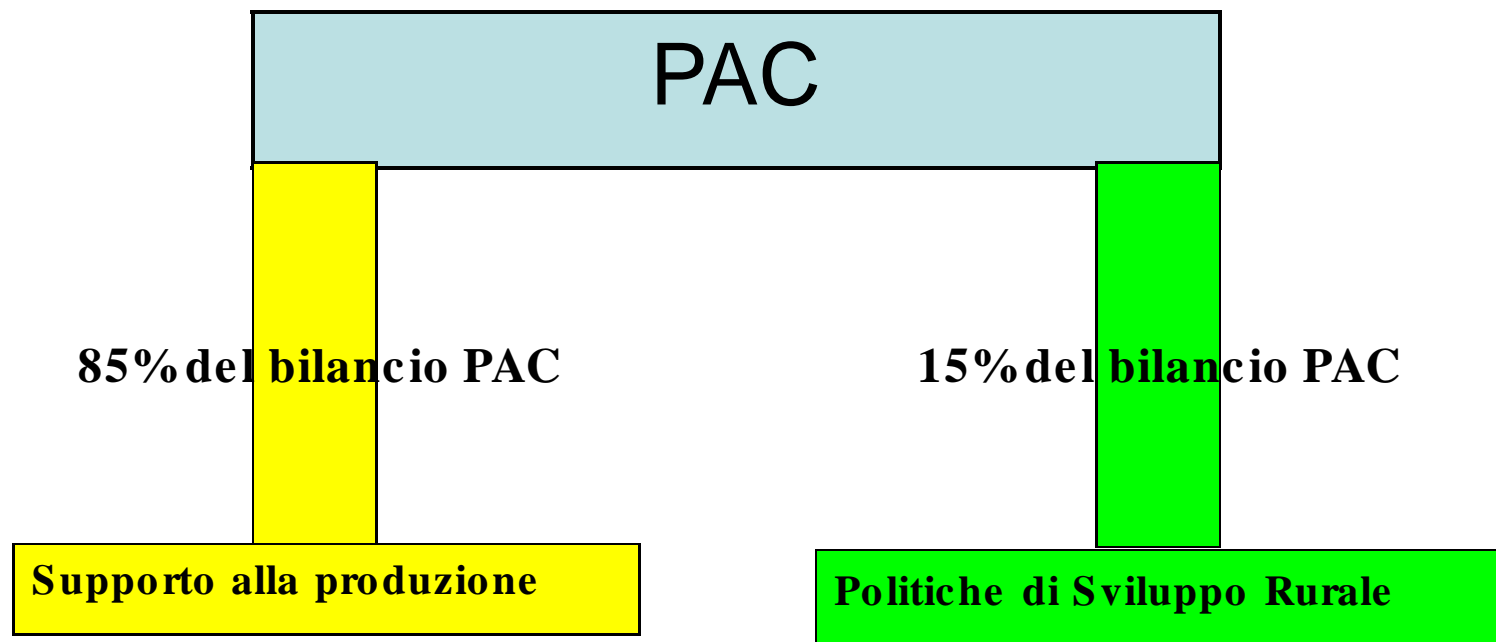 PAC
85% del bilancio PAC
15% del bilancio PAC
Supporto alla produzione
Politiche di Sviluppo Rurale